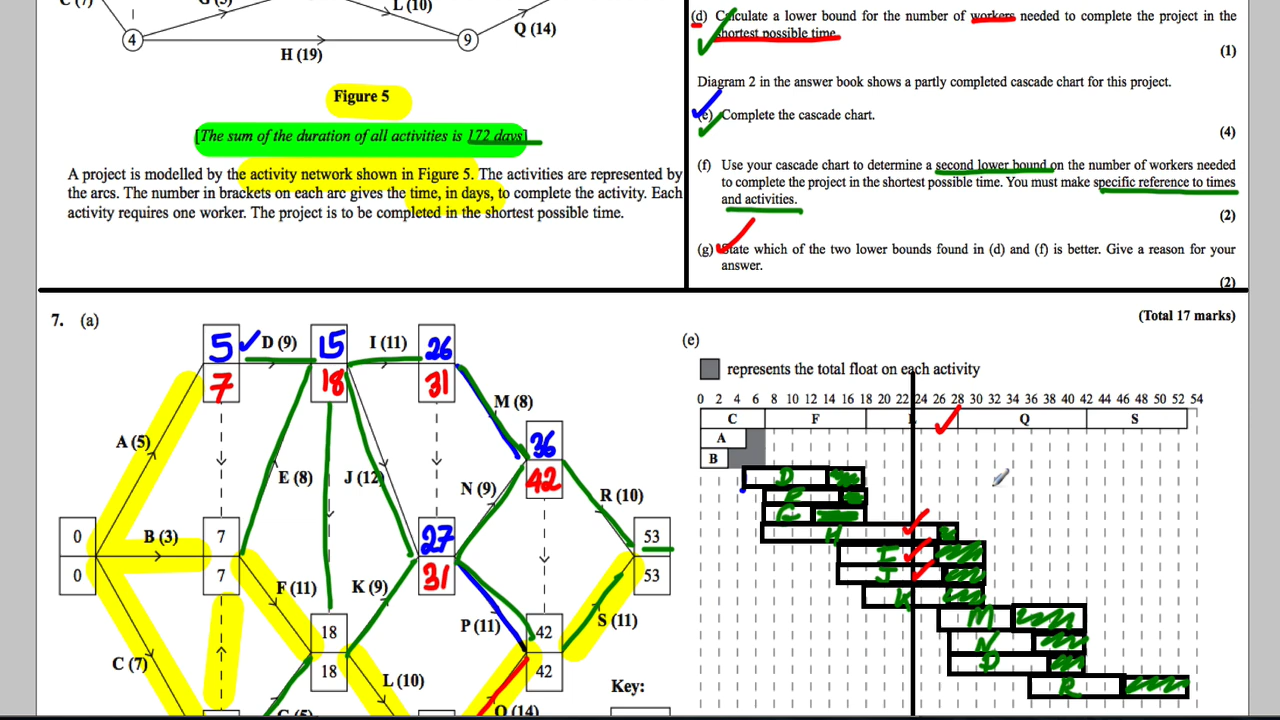 C (7)
G (5)
L (10)
4
9
H (19)
Q (14)
Figure 5
[The sum of the duration of all activities is 172 days]
A project is modelled by the activity network shown in Figure 5. The activities are represented by
the arcs. The number in brackets on each arc gives the time, in days, to complete the activity. Each
activity requires one worker. The project is to be completed in the shortest possible time.
(d) Calculate a lower bound for the number of workers needed to complete the project in the
shortest possible time.
(1)
Diagram 2 in the answer book shows a partly completed cascade chart for this project.
(e) Complete the cascade chart.
(4)
(f) Use your cascade chart to determine a second lower bound on the number of workers needed
to complete the project in the shortest possible time. You must make specific reference to times
and activities.
(2)
(g) State which of the two lower bounds found in (d) and (f) is better. Give a reason for your
answer.
(2)
(Total 17 marks)
7. (a)
5
7
D (9)
15
18
I (11)
26
31
A (5)
M (8)
36
42
E (8)
J (12)
N (9)
R (10)
0
0
B (3)
7
7
27
31
53
53
F (11)
K (9)
P (11)
S (11)
18
18
42
42
C (7)
L (10)
G (5)
Q (14)
Key:
(e)
represents the total float on each activity
0 2 4 6 8 10 12 14 16 18 20 22 24 26 28 30 32 34 36 38 40 42 44 46 48 50 52 54
C F L Q S
A
B
D
G
H
I
J
K
M
N
R